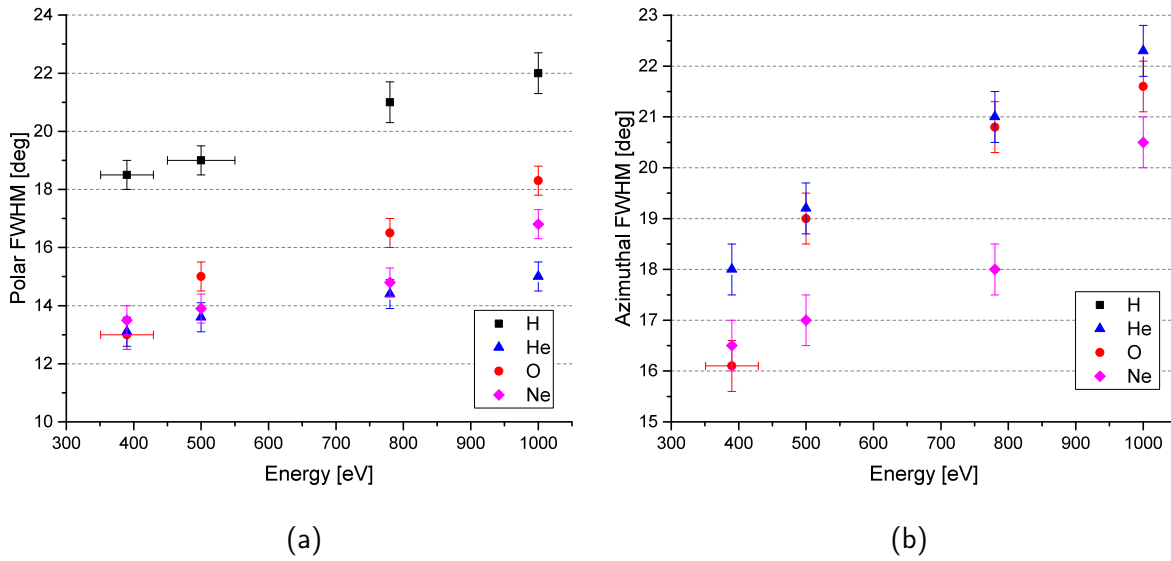 24
22
20
18
16
14
12
10
Polar FWHM [deg]
300 400 500 600 700 800 900 1000
Energy [eV]
H
He
O
Ne
(a)
23
22
21
20
19
18
17
16
15
Azimuthal FWHM [deg]
300 400 500 600 700 800 900 1000
Energy [eV]
H
He
O
Ne
(b)